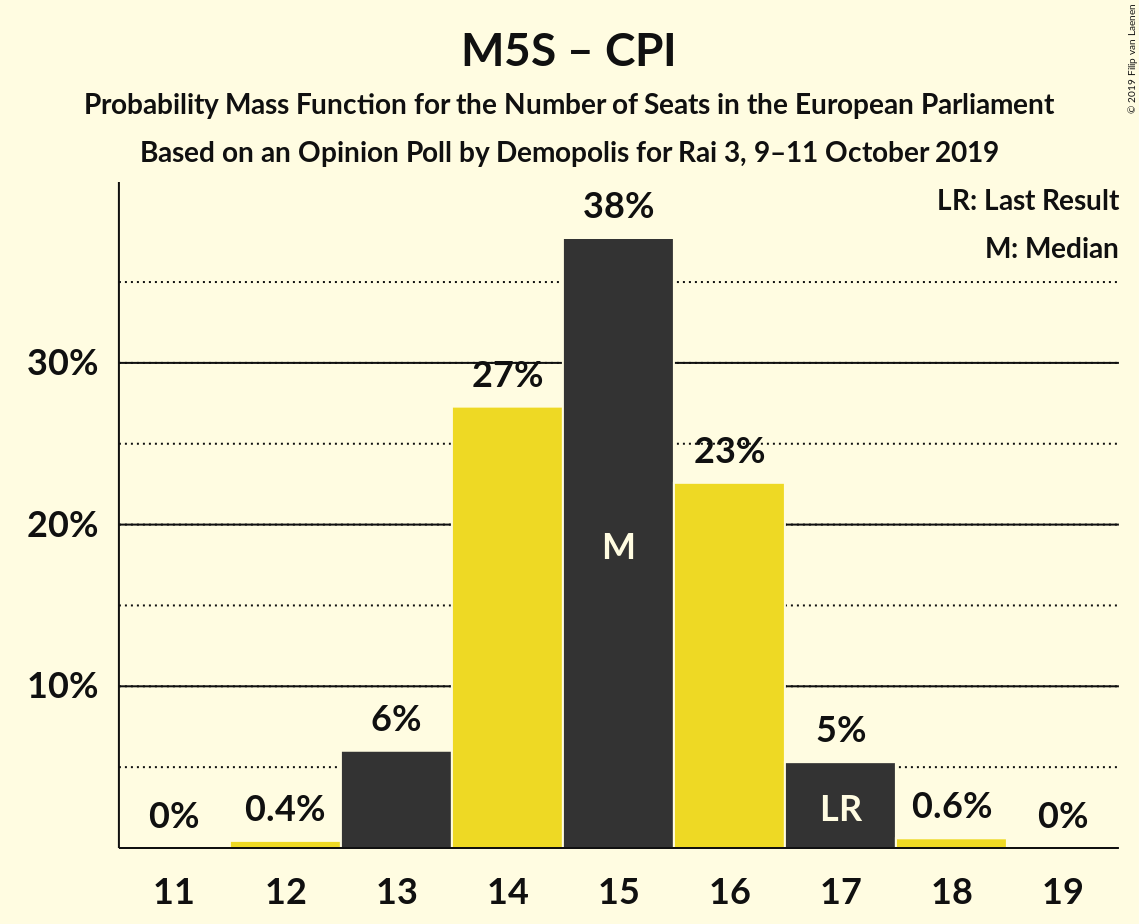 M5S – CPI
Probability Mass Function for the Number of Seats in the European Parliament
Based on an Opinion Poll by Demopolis for Rai 3, 9–11 October 2019
© 2019 Filip van Laenen
LR: Last Result
M: Median
38%
30%
27%
23%
20%
M
10%
6%
5%
0%
0.4%
LR
0.6%
0%
11 12 13 14 15 16 17 18 19